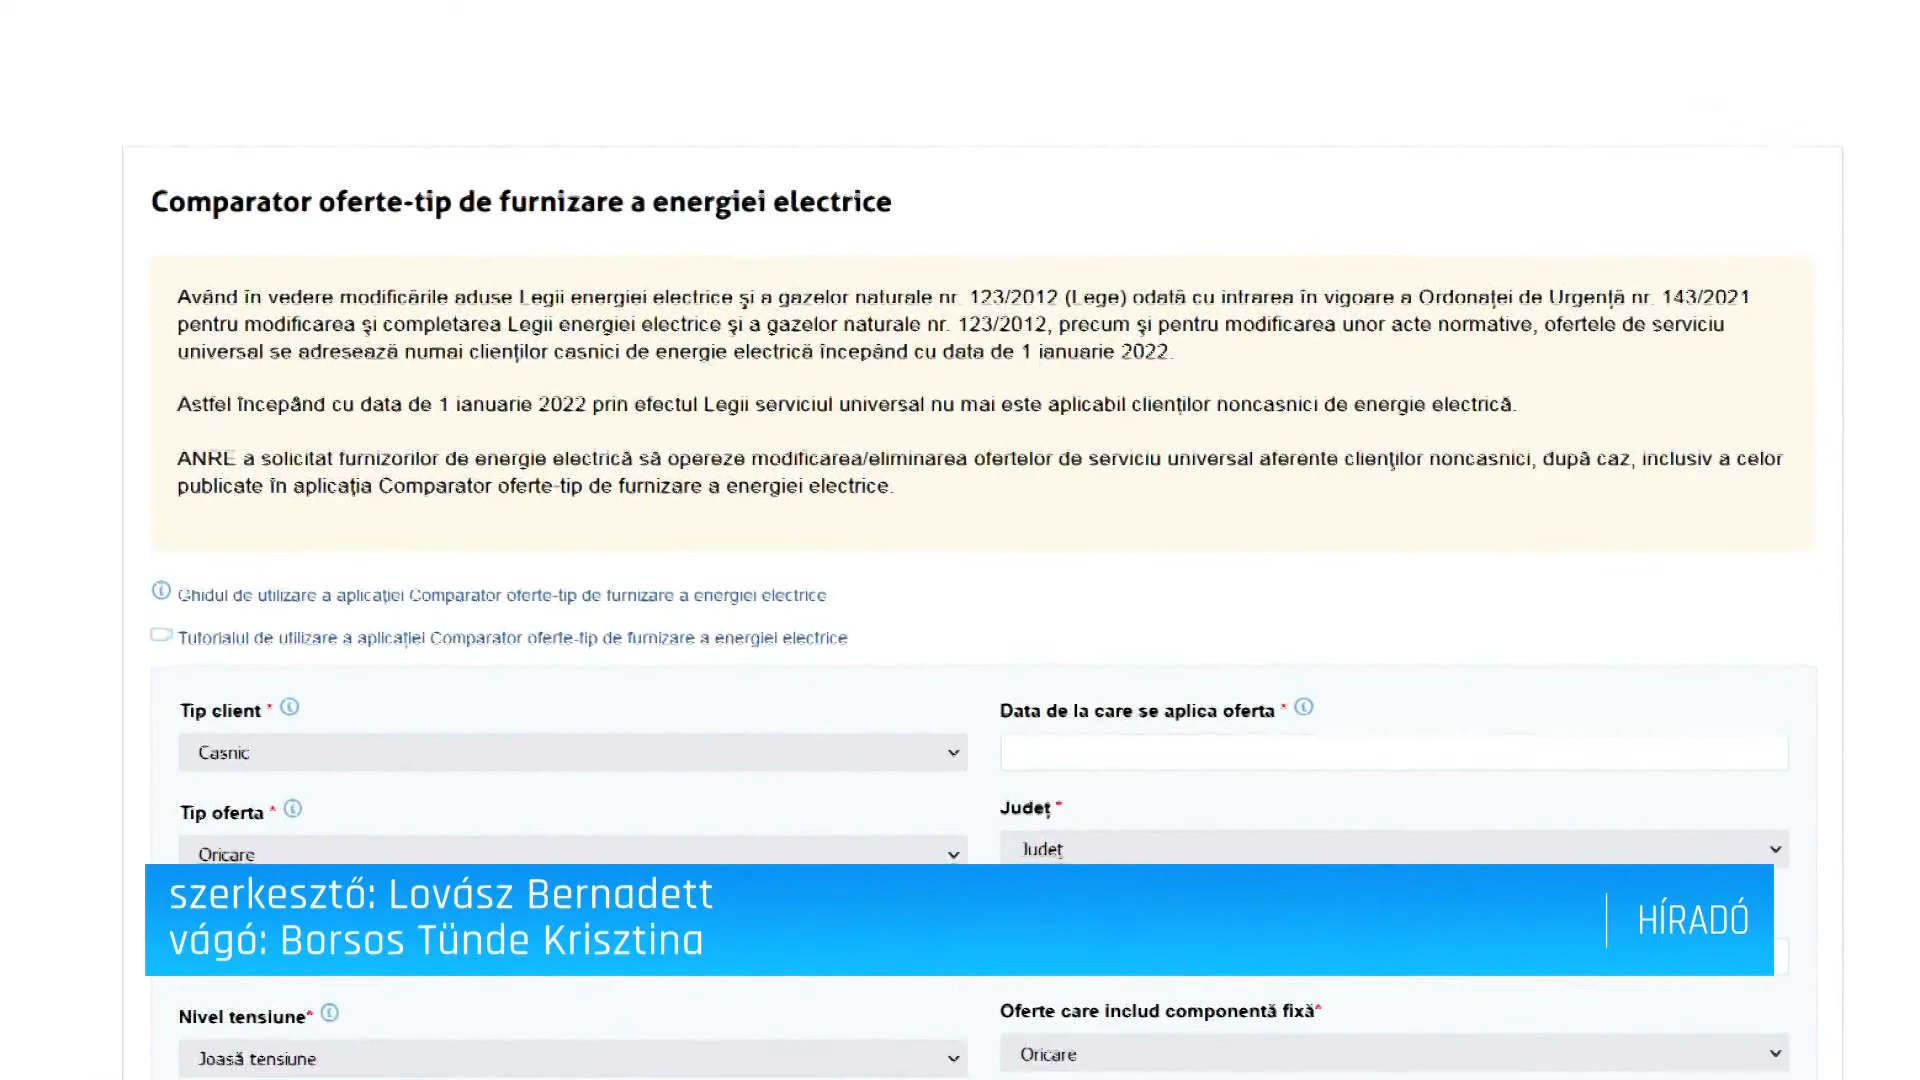 Comparator oferte-tip de furnizare a energiei electrice
Având în vedere modificările aduse Legii energiei electrice şi a gazelor naturale nr. 123/2012 (Lege) odată cu intrarea în vigoare a Ordonaţei de Urgenţă nr. 143/2021
pentru modificarea şi completarea Legii energiei electrice şi a gazelor naturale nr. 123/2012, precum şi pentru modificarea unor acte normative, ofertele de serviciu
universal se adresează numai clienţilor casnici de energie electrică începând cu data de 1 ianuarie 2022.
Astfel începând cu data de 1 ianuarie 2022 prin efectul Legii serviciul universal nu mai este aplicabil clienţilor noncasnici de energie electrică.
ANRE a solicitat furnizorilor de energie electrică să opereze modificarea/eliminarea ofertelor de serviciu universal aferente clienţilor noncasnici, după caz, inclusiv a celor
publicate în aplicaţia Comparator oferte-tip de furnizare a energiei electrice.
Ghidul de utilizare a aplicaţiei Comparator oferte-tip de furnizare a energiei electrice
Tutorialul de utilizare a aplicaţiei Comparator oferte-tip de furnizare a energiei electrice
Tip client *
Data de la care se aplica oferta *
Casnic
Tip oferta *
Județ *
Oricare
Județ
szerkesztő: Lovász Bernadett
vágó: Borsos Tünde Krisztina
HÍRADÓ
Nivel tensiune*
Oferte care includ componentă fixă*
Joasă tensiune
Oricare